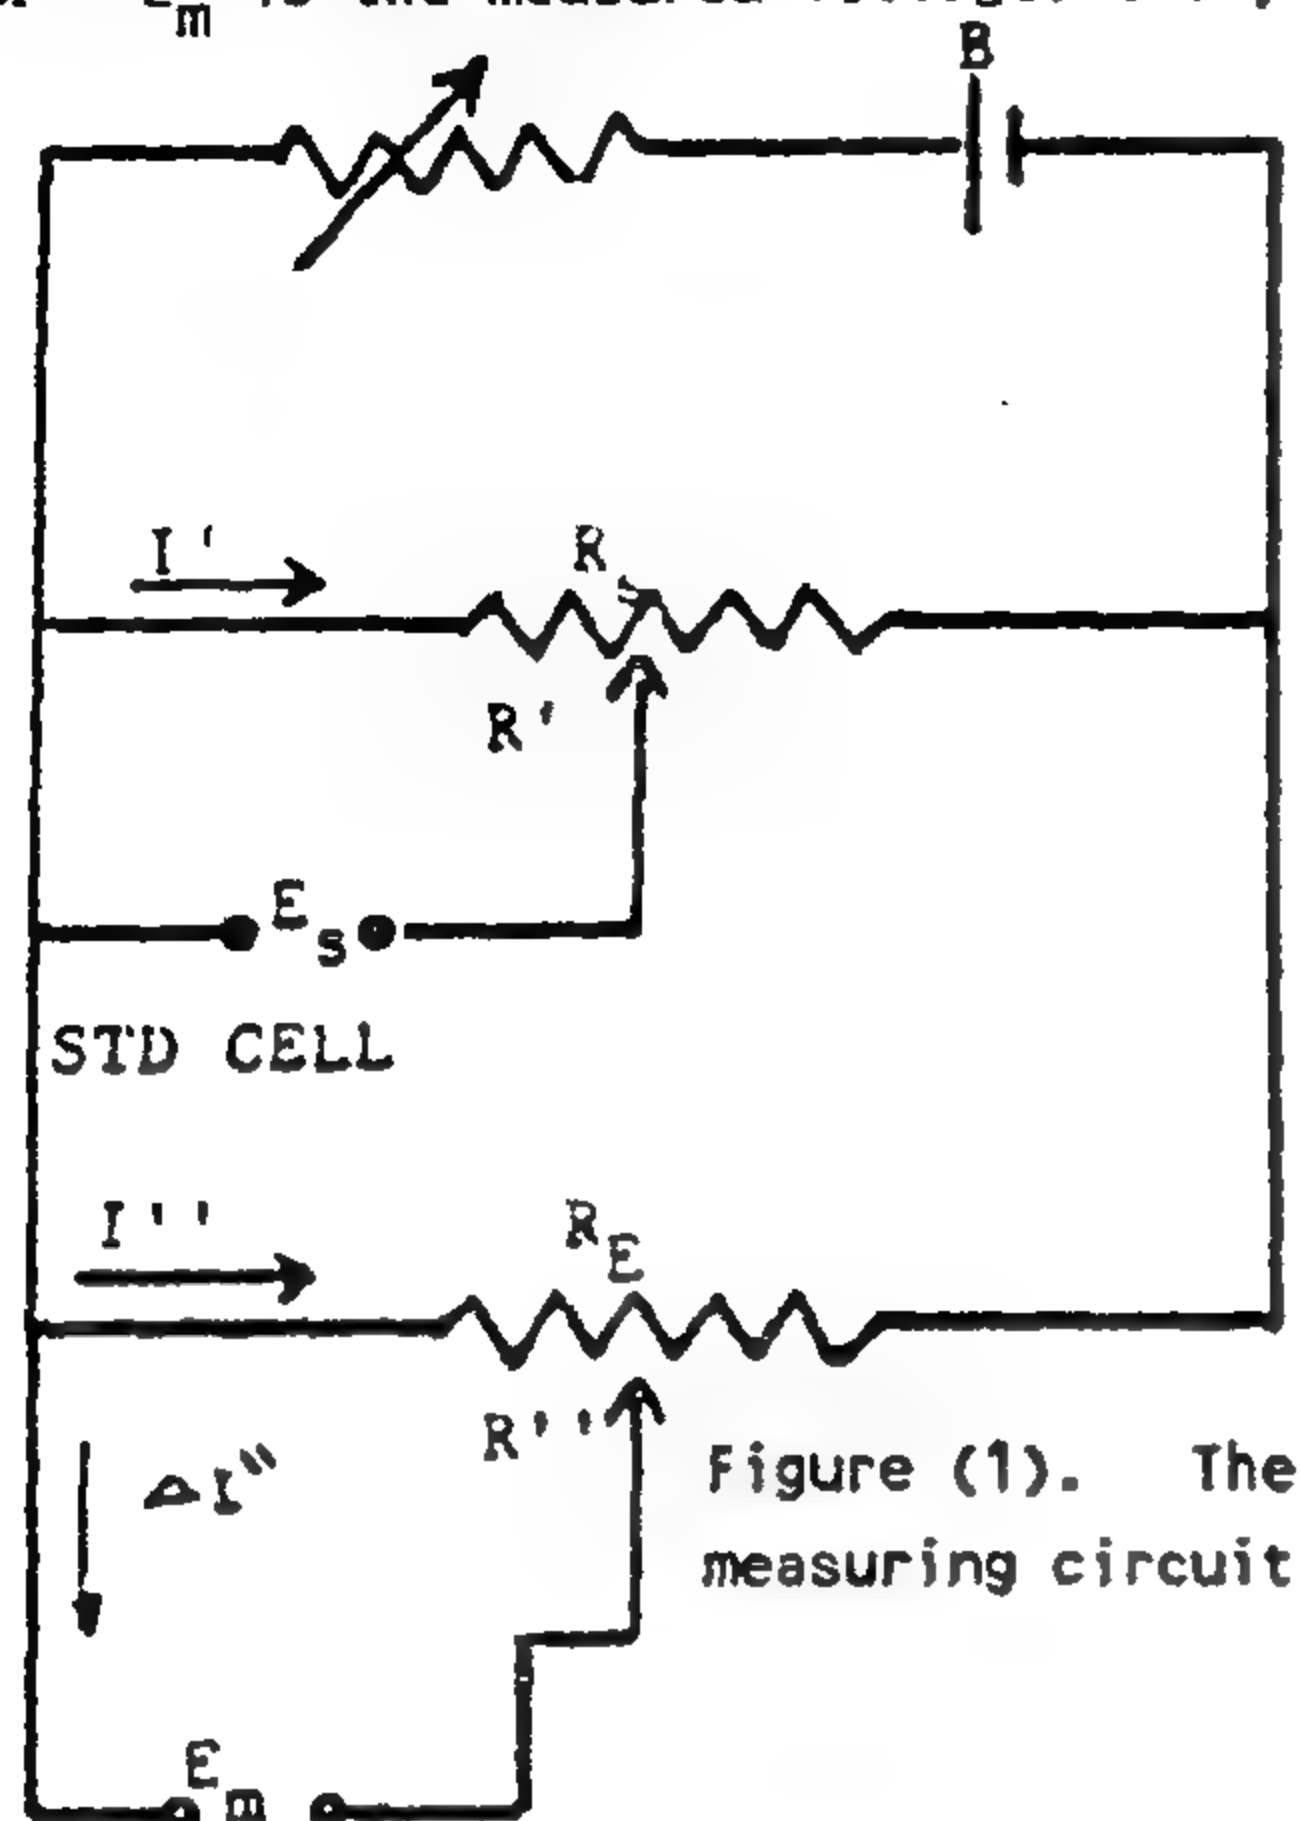 m
B
I'
R s
R'
E s
STD CELL
I''
R E
R''
Figure (1). The
ΔI"
measuring circuit
E m